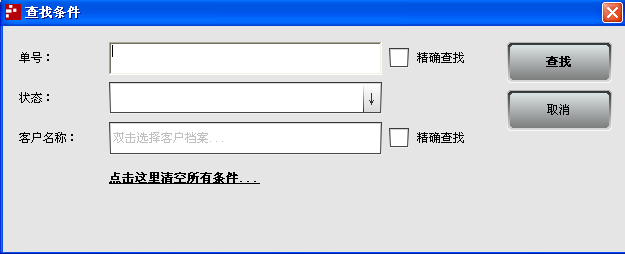 查找条件
单号： 精确查找 查找
状态： ↓ 取消
客户名称： 双击选择客户档案... 精确查找
点击这里清空所有条件...